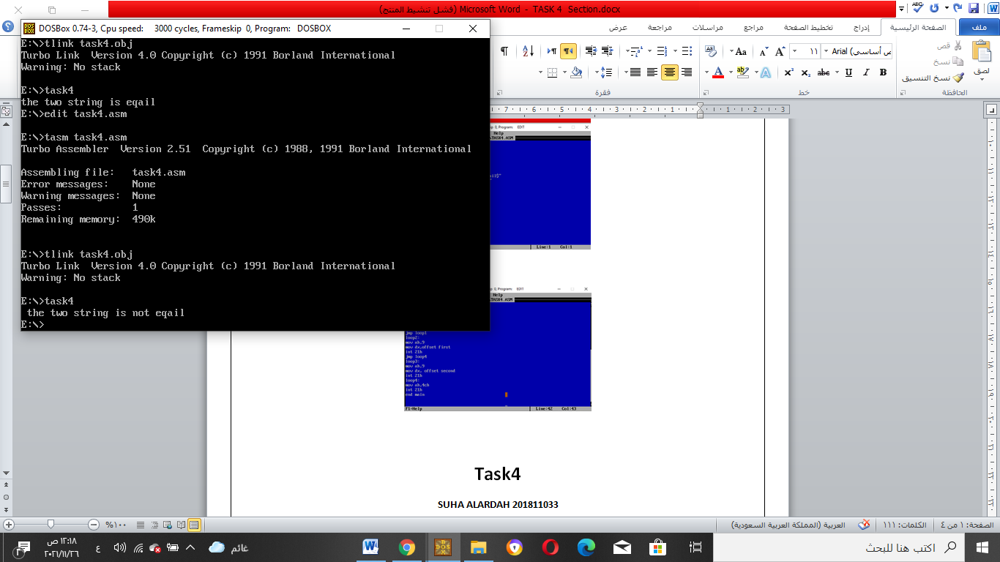 TASK 4 Section.docx - Microsoft Word (فشل تنشيط المنتج)
DOSBox 0.74-3, Cpu speed: 3000 cycles, Frameskip 0, Program: DOSBOX
ملف
الصفحة الرئيسية
إدراج
تخطيط الصفحة
مراجع
مراسلات
مراجعة
عرض
قص
نسخ
نسخ التنسيق
لصق
الحافظة
Arial (نص أساسي)
١١
خط
فقرة
E:\>tlink task4.obj
Turbo Link Version 4.0 Copyright (c) 1991 Borland International
Warning: No stack
E:\>task4
the two string is eqail
E:\>edit task4.asm
E:\>tasm task4.asm
Turbo Assembler Version 2.51 Copyright (c) 1988, 1991 Borland International
Assembling file: task4.asm
Error messages: None
Warning messages: None
Passes: 1
Remaining memory: 490k
E:\>tlink task4.obj
Turbo Link Version 4.0 Copyright (c) 1991 Borland International
Warning: No stack
E:\>task4
the two string is not eqail
E:\>
Program: EDIT
Help
TASK4.ASM
Line:1 Col:1
Program: EDIT
Help
TASK4.ASM
jmp loop1
loop2:
mov ah,9
mov dx,offset first
int 21h
jmp loop4
loop3:
mov ah,9
mov dx, offset second
int 21h
loop4:
mov ah,4ch
int 21h
end main
F1=Help Line:42 Col:43
Task4
SUHA ALARDAH 201811033
الصفحة: ١ من ٤
الكلمات: ١١١
العربية (المملكة العربية السعودية)
%١٠٠
اكتب هنا للبحث
غائم
ع
١٢:١٨ ص
٢٠٢١/١١/٢٦